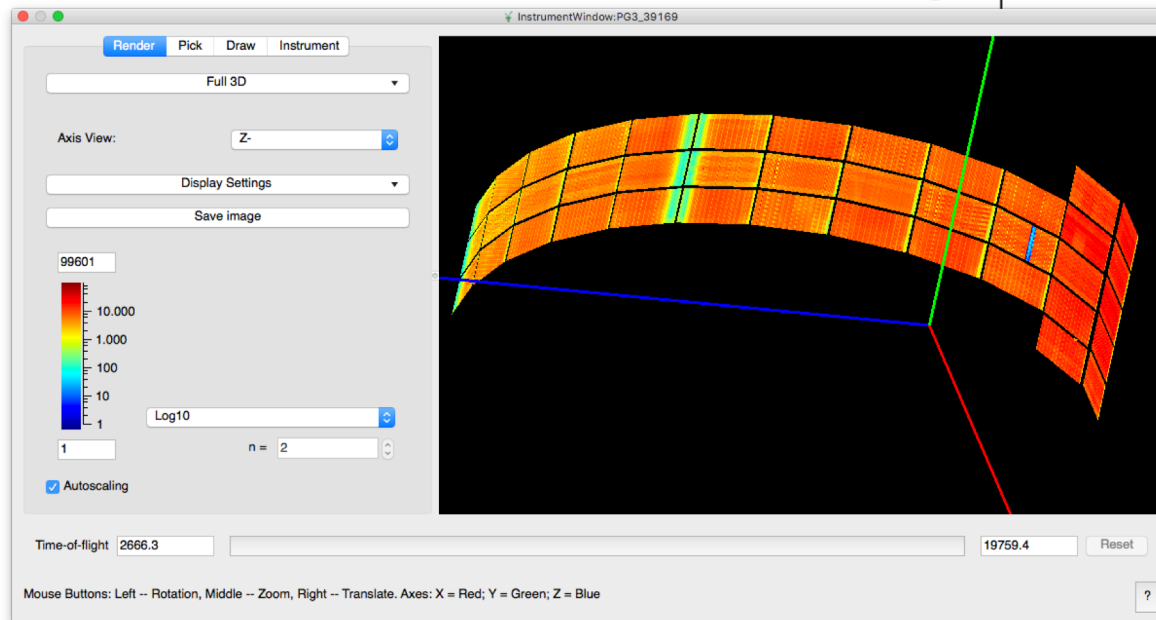 InstrumentWindow:PG3_39169
Render Pick Draw Instrument
Full 3D
Axis View: Z-
Display Settings
Save image
99601
10.000
1.000
100
10
1
Log10
1 n = 2
Autoscaling
Time-of-flight 2666.3 19759.4 Reset
Mouse Buttons: Left -- Rotation, Middle -- Zoom, Right -- Translate. Axes: X = Red; Y = Green; Z = Blue ?